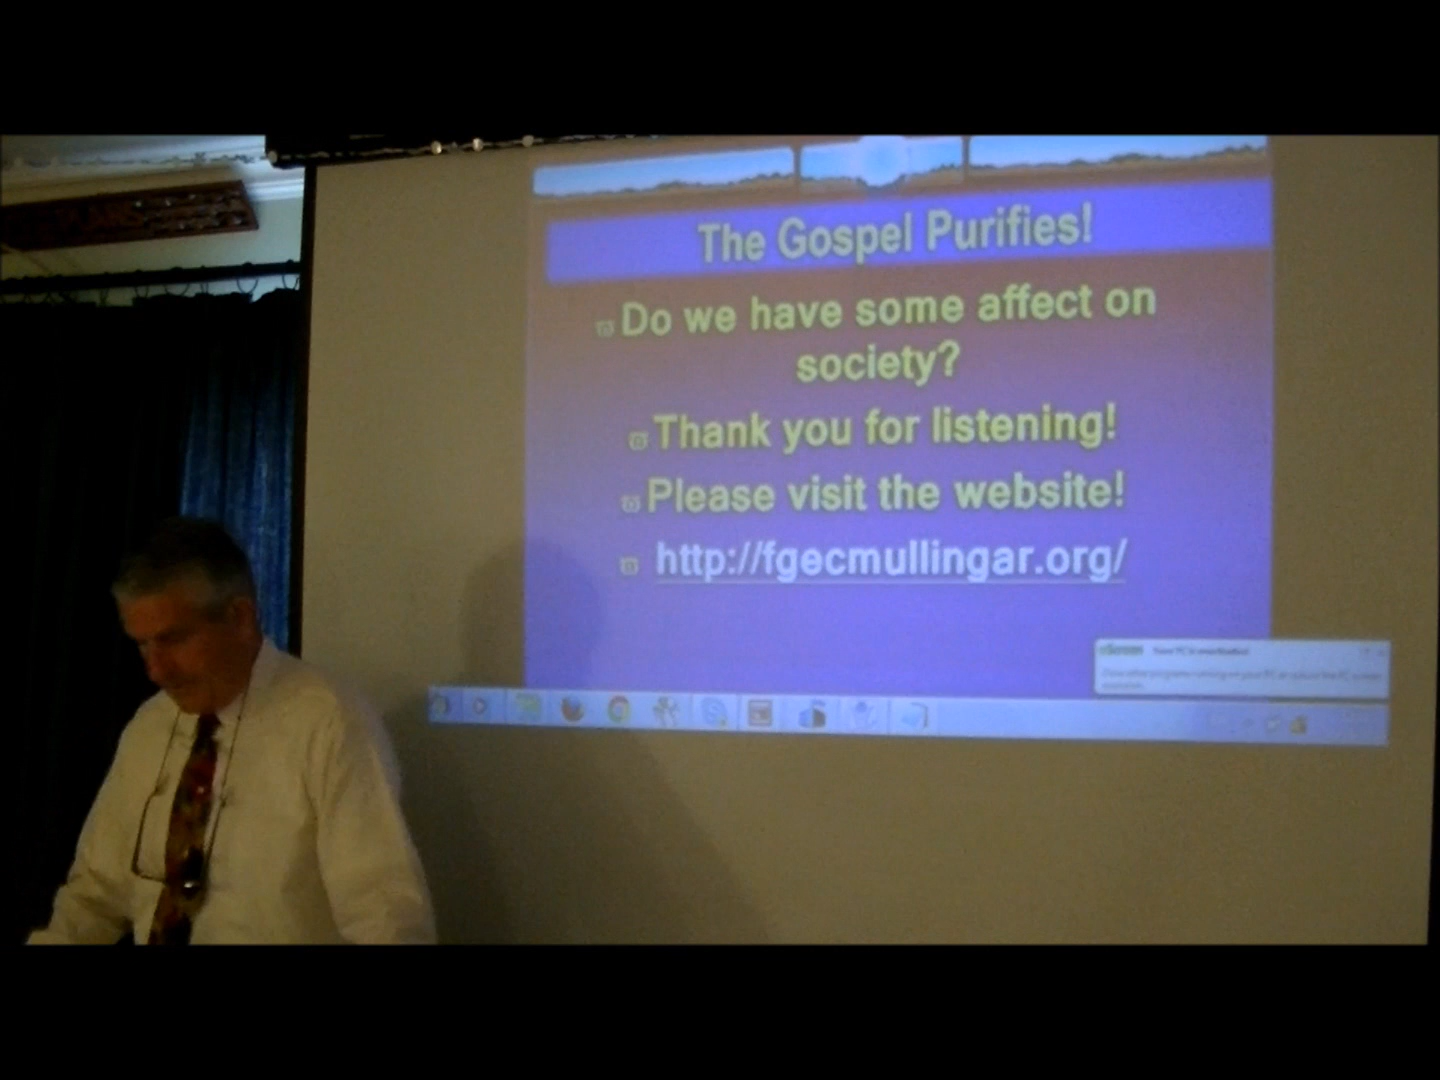 The Gospel Purifies!
Do we have some affect on
society?
Thank you for listening!
Please visit the website!
http://fgecmullingar.org/